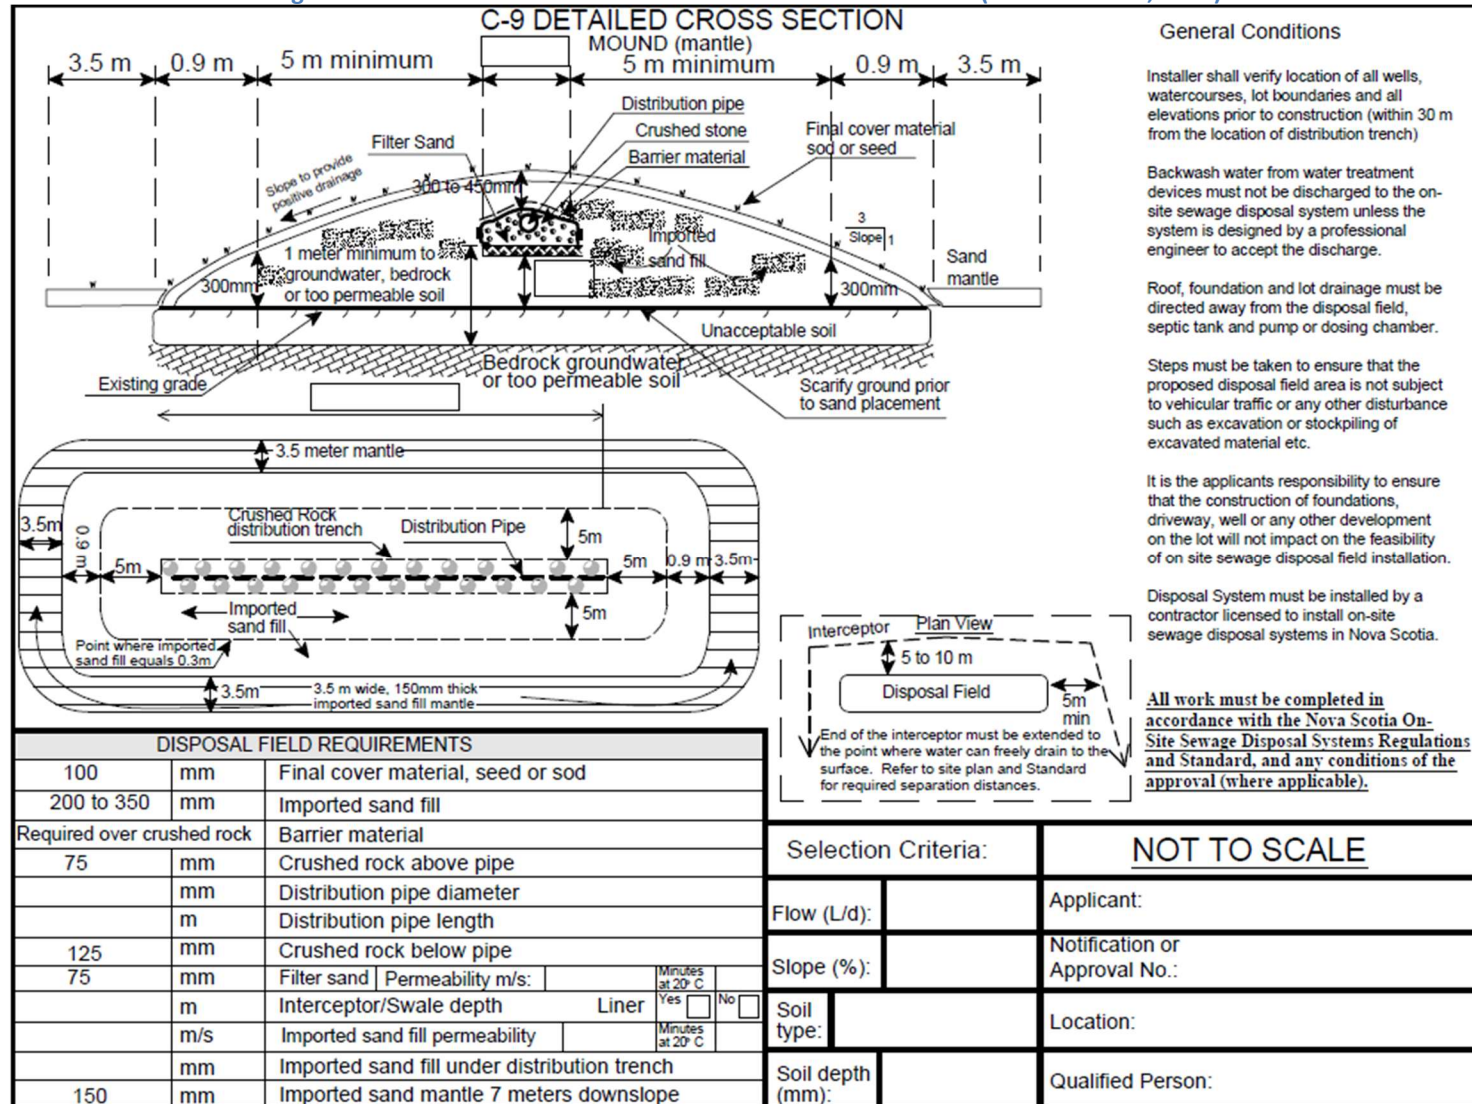 C-9 DETAILED CROSS SECTION
MOUND (mantle)
3.5 m
0.9 m
5 m minimum
5 m minimum
0.9 m
3.5 m
Distribution pipe
Crushed stone
Barrier material
Filter Sand
Final cover material
sod or seed
Slope to provide
positive drainage
300 to 450mm
3
Slope
1
Imported
sand fill
1 meter minimum to
groundwater, bedrock
or too permeable soil
300mm
300mm
Sand
mantle
Unacceptable soil
Bedrock groundwater
or too permeable soil
Existing grade
Scarify ground prior
to sand placement
3.5 meter mantle
3.5m
0.9 m
5m
Crushed Rock
distribution trench
Distribution Pipe
5m
5m
0.9 m
3.5m
5m
Imported
sand fill
Point where imported
sand fill equals 0.3m
3.5m
3.5 m wide, 150mm thick
imported sand fill mantle
Interceptor
Plan View
5 to 10 m
Disposal Field
5m
min
End of the interceptor must be extended to
the point where water can freely drain to the
surface. Refer to site plan and Standard
for required separation distances.
General Conditions
Installer shall verify location of all wells,
watercourses, lot boundaries and all
elevations prior to construction (within 30 m
from the location of distribution trench)
Backwash water from water treatment
devices must not be discharged to the on-
site sewage disposal system unless the
system is designed by a professional
engineer to accept the discharge.
Roof, foundation and lot drainage must be
directed away from the disposal field,
septic tank and pump or dosing chamber.
Steps must be taken to ensure that the
proposed disposal field area is not subject
to vehicular traffic or any other disturbance
such as excavation or stockpiling of
excavated material etc.
It is the applicants responsibility to ensure
that the construction of foundations,
driveway, well or any other development
on the lot will not impact on the feasibility
of on site sewage disposal field installation.
Disposal System must be installed by a
contractor licensed to install on-site
sewage disposal systems in Nova Scotia.
All work must be completed in
accordance with the Nova Scotia On-
Site Sewage Disposal Systems Regulations
and Standard, and any conditions of the
approval (where applicable).
DISPOSAL FIELD REQUIREMENTS
100 mm Final cover material, seed or sod
200 to 350 mm Imported sand fill
Required over crushed rock Barrier material
75 mm Crushed rock above pipe
mm Distribution pipe diameter
m Distribution pipe length
125 mm Crushed rock below pipe
75 mm Filter sand Permeability m/s: Minutes at 20° C
m Interceptor/Swale depth Liner Yes No
m/s Imported sand fill permeability Minutes at 20° C
mm Imported sand fill under distribution trench
150 mm Imported sand mantle 7 meters downslope
Selection Criteria:
Flow (L/d):
Slope (%):
Soil
type:
Soil depth
(mm):
NOT TO SCALE
Applicant:
Notification or
Approval No.:
Location:
Qualified Person: